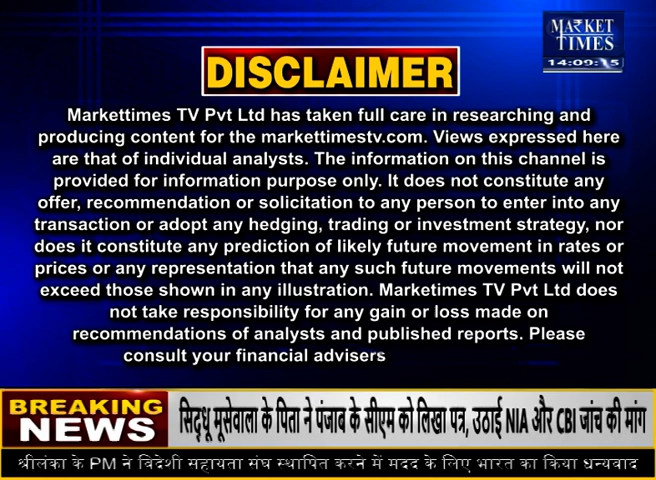 MARKET
TIMES
14:09:15
DISCLAIMER
Markettimes TV Pvt Ltd has taken full care in researching and
producing content for the markettimestv.com. Views expressed here
are that of individual analysts. The information on this channel is
provided for information purpose only. It does not constitute any
offer, recommendation or solicitation to any person to enter into any
transaction or adopt any hedging, trading or investment strategy, nor
does it constitute any prediction of likely future movement in rates or
prices or any representation that any such future movements will not
exceed those shown in any illustration. Marketimes TV Pvt Ltd does
not take responsibility for any gain or loss made on
recommendations of analysts and published reports. Please
consult your financial advisers
BREAKING
NEWS
सिद्धू मूसेवाला के पिता ने पंजाब के सीएम को लिखा पत्र, उठाई NIA और CBI जांच की मांग
श्रीलंका के PM ने विदेशी सहायता संघ स्थापित करने में मदद के लिए भारत का किया धन्यवाद